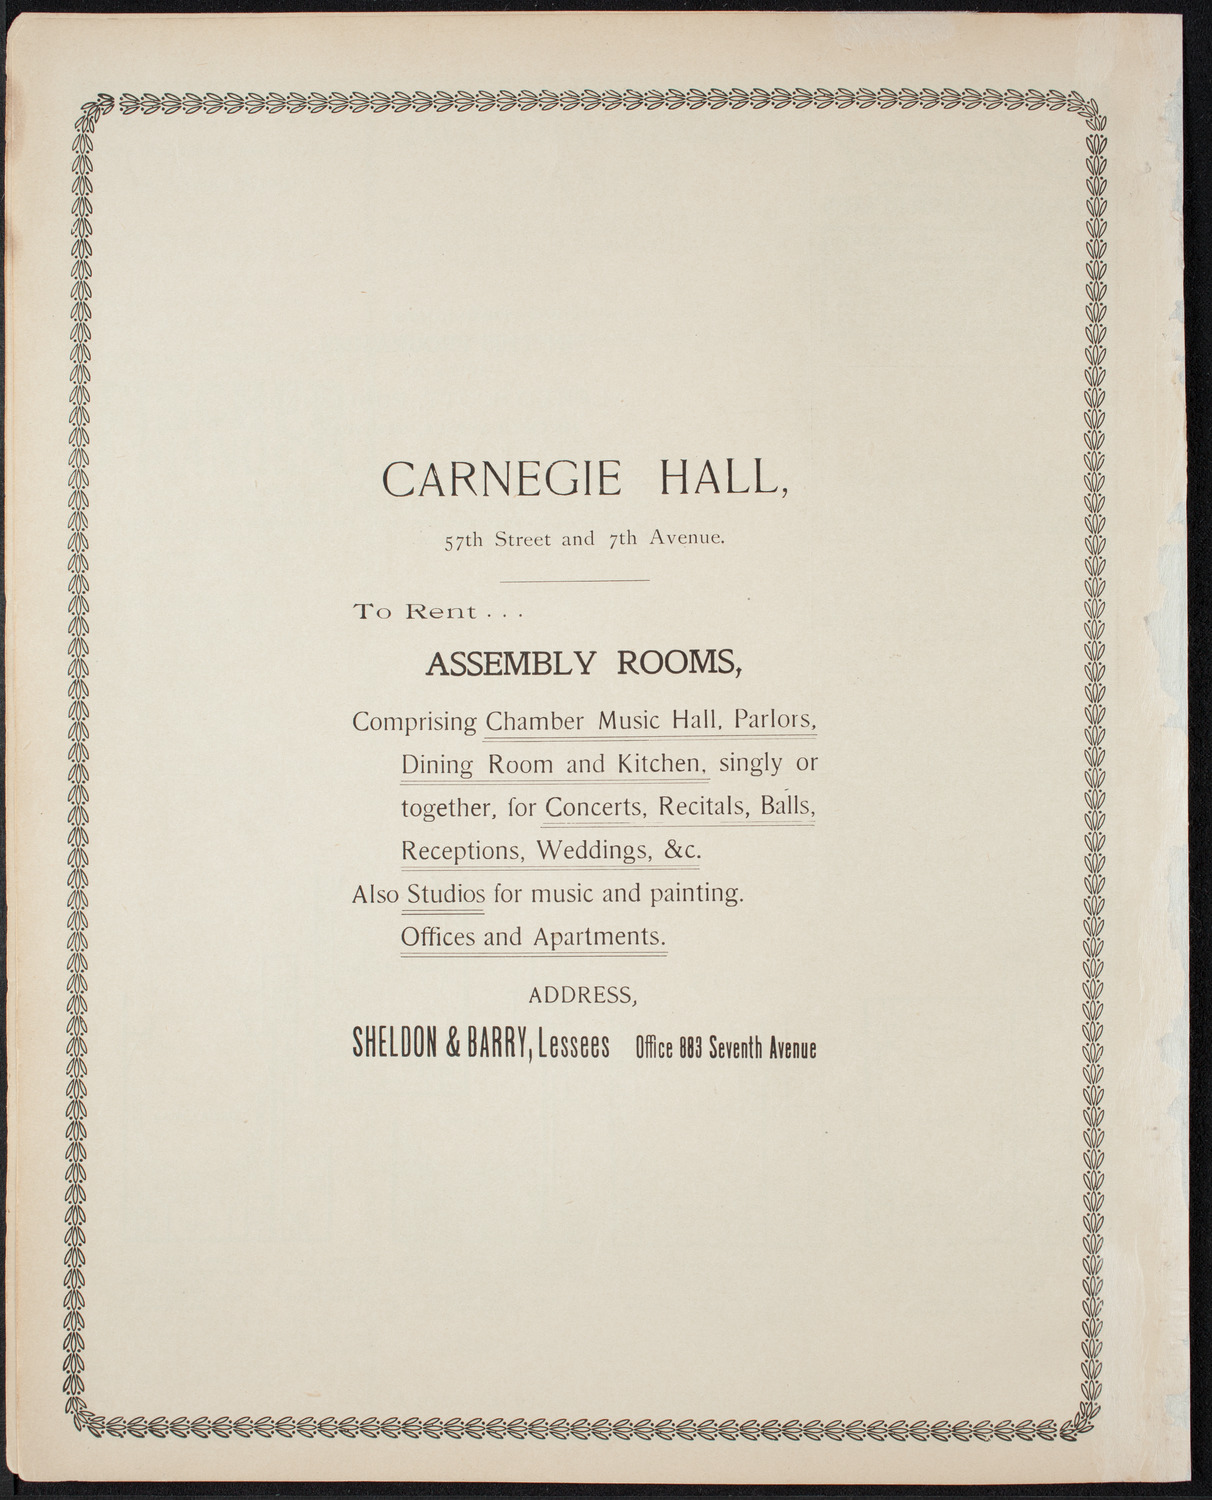 CARNEGIE HALL,
57th Street and 7th Avenue.
To Rent . . .
ASSEMBLY ROOMS,
Comprising Chamber Music Hall, Parlors,
Dining Room and Kitchen, singly or
together, for Concerts, Recitals, Balls,
Receptions, Weddings, &c.
Also Studios for music and painting.
Offices and Apartments.
ADDRESS,
SHELDON & BARRY, Lessees Office 883 Seventh Avenue